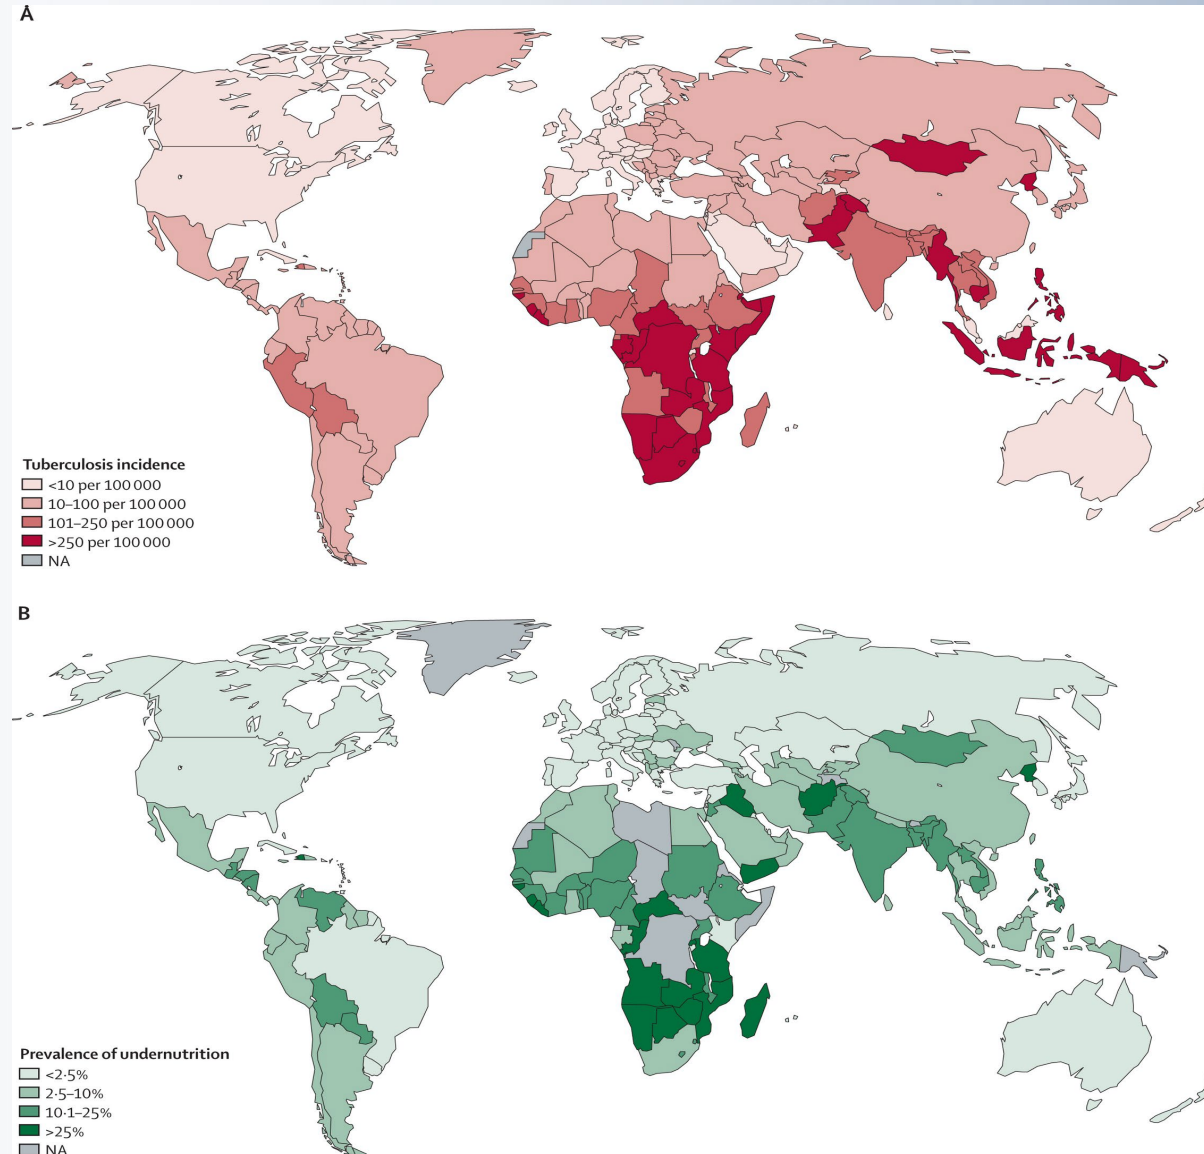 A
Tuberculosis incidence
<10 per 100 000
10–100 per 100 000
101–250 per 100 000
>250 per 100 000
NA
B
Prevalence of undernutrition
<2·5%
2·5–10%
10·1–25%
>25%
NA